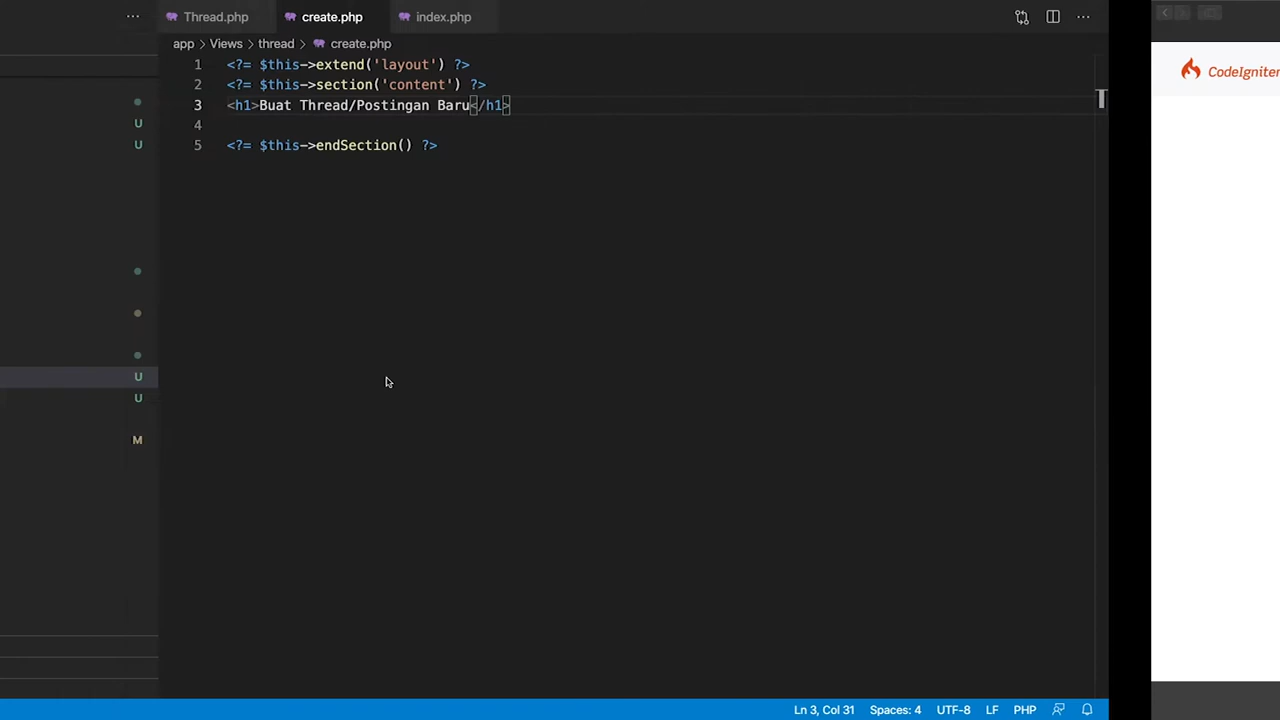 Thread.php create.php index.php
app > Views > thread > create.php
1 <?= $this->extend('layout') ?>
2 <?= $this->section('content') ?>
3 <h1>Buat Thread/Postingan Baru</h1>
4
5 <?= $this->endSection() ?>
U
U
U
U
M
CodeIgniter
Ln 3, Col 31 Spaces: 4 UTF-8 LF PHP